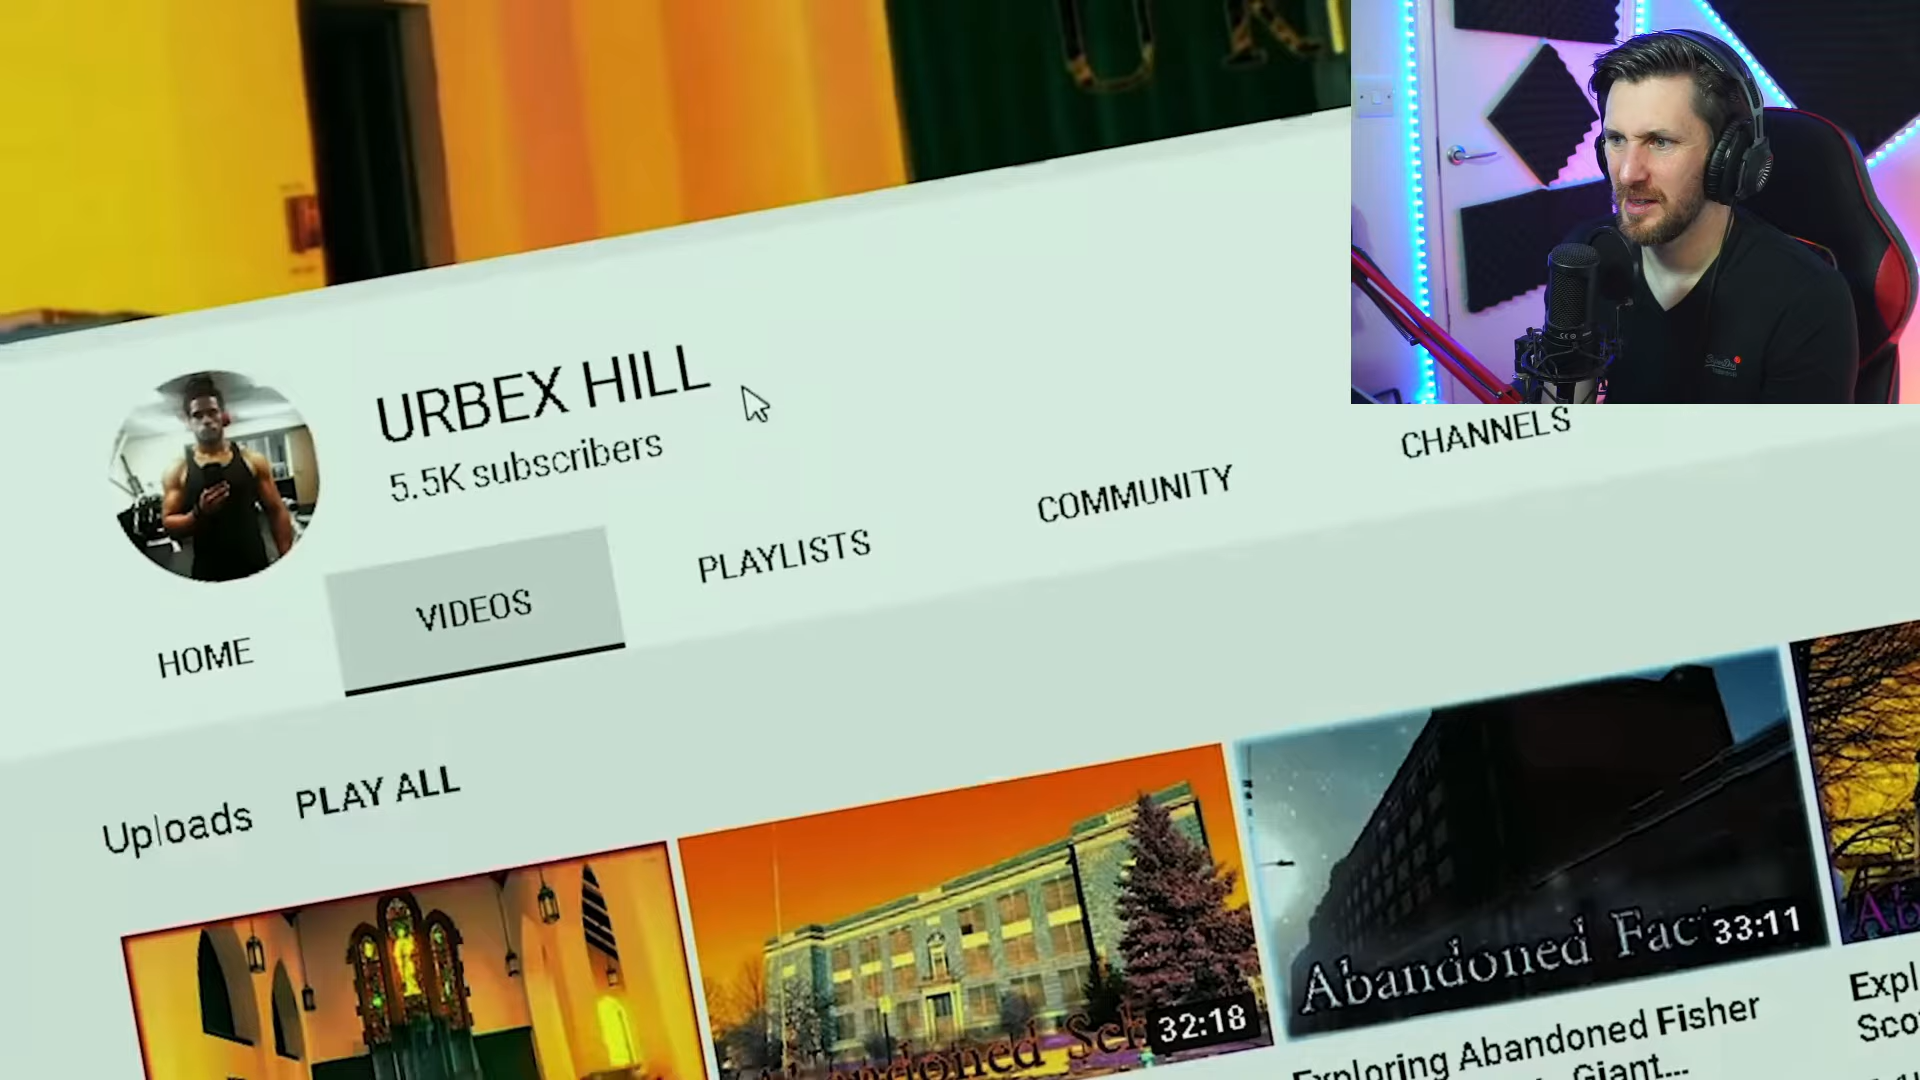 URBEX HILL
5.5K subscribers
HOME
VIDEOS
PLAYLISTS
COMMUNITY
CHANNELS
Uploads
PLAY ALL
32:18
Abandoned
33:11
Exploring Abandoned Fisher
Giant...